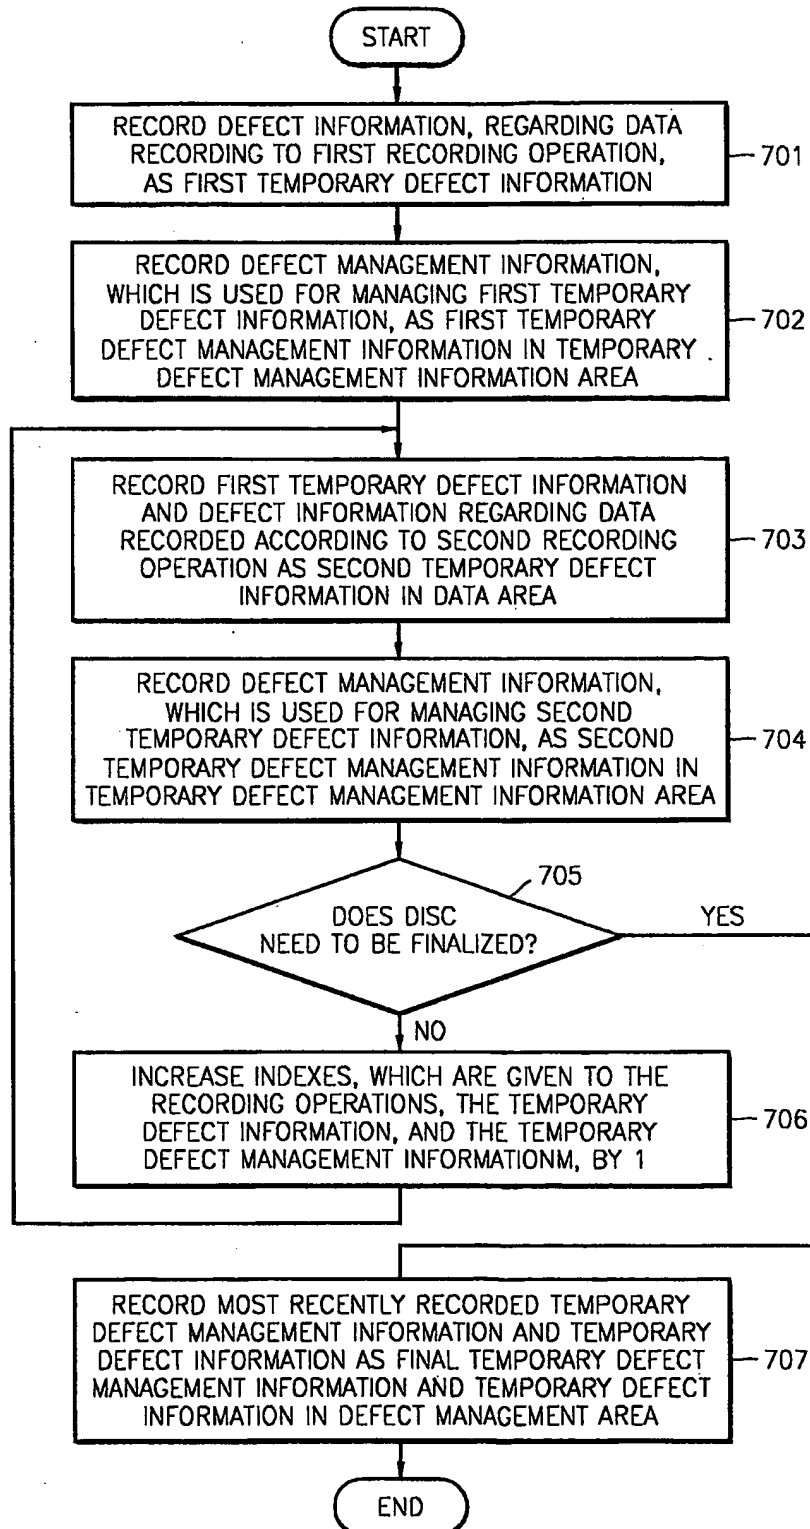 START
RECORD DEFECT INFORMATION, REGARDING DATA
RECORDING TO FIRST RECORDING OPERATION,
AS FIRST TEMPORARY DEFECT INFORMATION
701
RECORD DEFECT MANAGEMENT INFORMATION,
WHICH IS USED FOR MANAGING FIRST TEMPORARY
DEFECT INFORMATION, AS FIRST TEMPORARY
DEFECT MANAGEMENT INFORMATION IN TEMPORARY
DEFECT MANAGEMENT INFORMATION AREA
702
RECORD FIRST TEMPORARY DEFECT INFORMATION
AND DEFECT INFORMATION REGARDING DATA
RECORDED ACCORDING TO SECOND RECORDING
OPERATION AS SECOND TEMPORARY DEFECT
INFORMATION IN DATA AREA
703
RECORD DEFECT MANAGEMENT INFORMATION,
WHICH IS USED FOR MANAGING SECOND
TEMPORARY DEFECT INFORMATION, AS SECOND
TEMPORARY DEFECT MANAGEMENT INFORMATION IN
TEMPORARY DEFECT MANAGEMENT INFORMATION AREA
704
705
DOES DISC
NEED TO BE FINALIZED?
YES
NO
INCREASE INDEXES, WHICH ARE GIVEN TO THE
RECORDING OPERATIONS, THE TEMPORARY
DEFECT INFORMATION, AND THE TEMPORARY
DEFECT MANAGEMENT INFORMATIONM, BY 1
706
RECORD MOST RECENTLY RECORDED TEMPORARY
DEFECT MANAGEMENT INFORMATION AND TEMPORARY
DEFECT INFORMATION AS FINAL TEMPORARY DEFECT
MANAGEMENT INFORMATION AND TEMPORARY DEFECT
INFORMATION IN DEFECT MANAGEMENT AREA
707
END